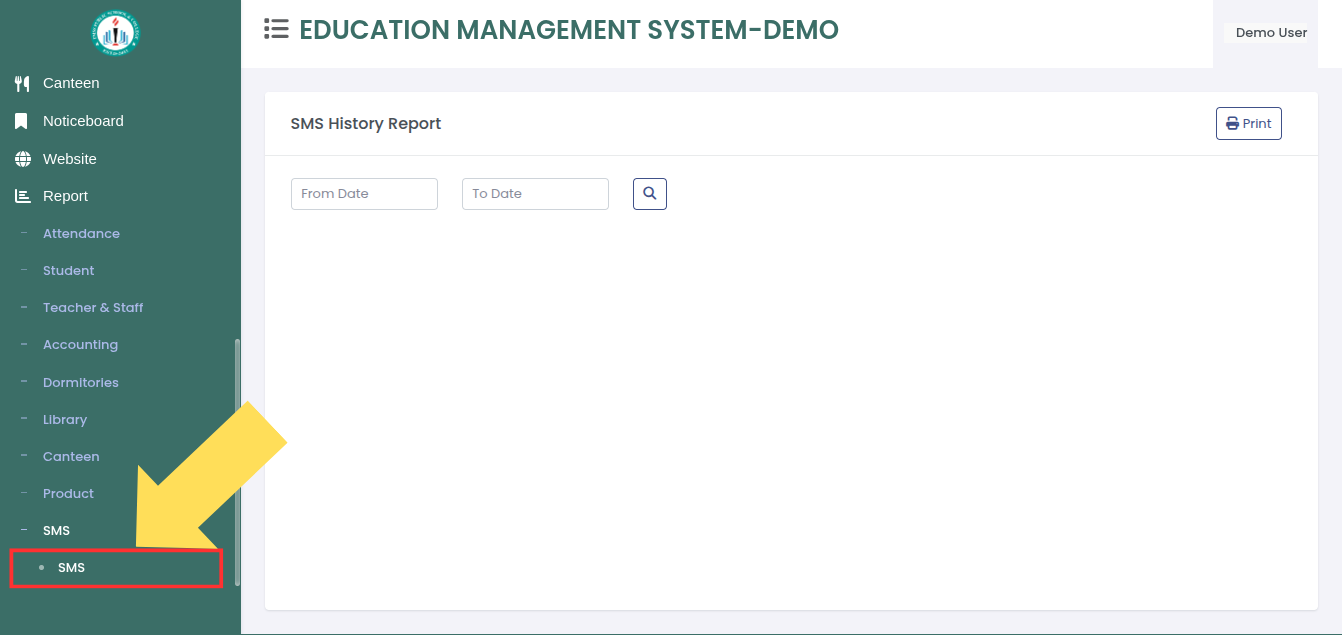 EDUCATION MANAGEMENT SYSTEM-DEMO
Demo User
Canteen
Noticeboard
Website
Report
Attendance
Student
Teacher & Staff
Accounting
Dormitories
Library
Canteen
Product
SMS
SMS
SMS History Report
Print
From Date
To Date